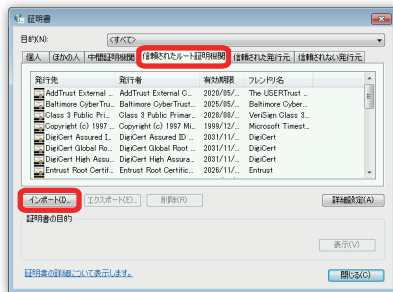 証明書
目的(N): <すべて>
個人 ほかの人 中間証明機関 信頼されたルート証明機関 信頼された発行元 信頼されない発行元
発行先 発行者 有効期限 フレンドリ名
AddTrust External ... AddTrust External C... 2020/05/... The USERTrust ...
Baltimore CyberTru... Baltimore CyberTrust... 2025/05/... Baltimore Cyber...
Class 3 Public Pri... Class 3 Public Primar... 2028/08/... VeriSign Class 3...
Copyright (c) 1997 ... Copyright (c) 1997 Mi... 1999/12/... Microsoft Timest...
DigiCert Assured I... DigiCert Assured ID ... 2031/11/... DigiCert
DigiCert Global Ro... DigiCert Global Root ... 2031/11/... DigiCert
DigiCert High Assu... DigiCert High Assura... 2031/11/... DigiCert
Entrust Root Certif... Entrust Root Certific... 2026/11/... Entrust
インポート(I)... エクスポート(E)... 削除(R) 詳細設定(A)
証明書の目的
表示(V)
証明書の詳細について表示します。
閉じる(C)